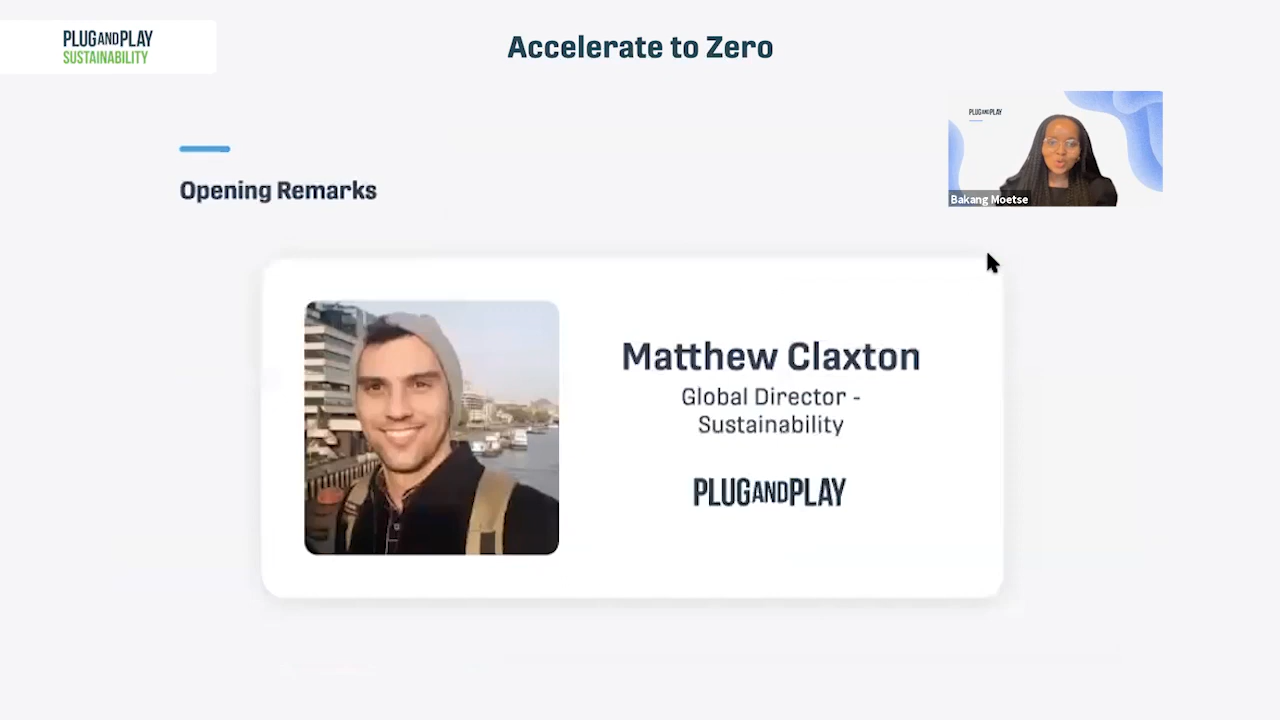 PLUGANDPLAY
SUSTAINABILITY
Accelerate to Zero
Opening Remarks
PLUGANDPLAY
Bakang Moetse
Matthew Claxton
Global Director -
Sustainability
PLUGANDPLAY